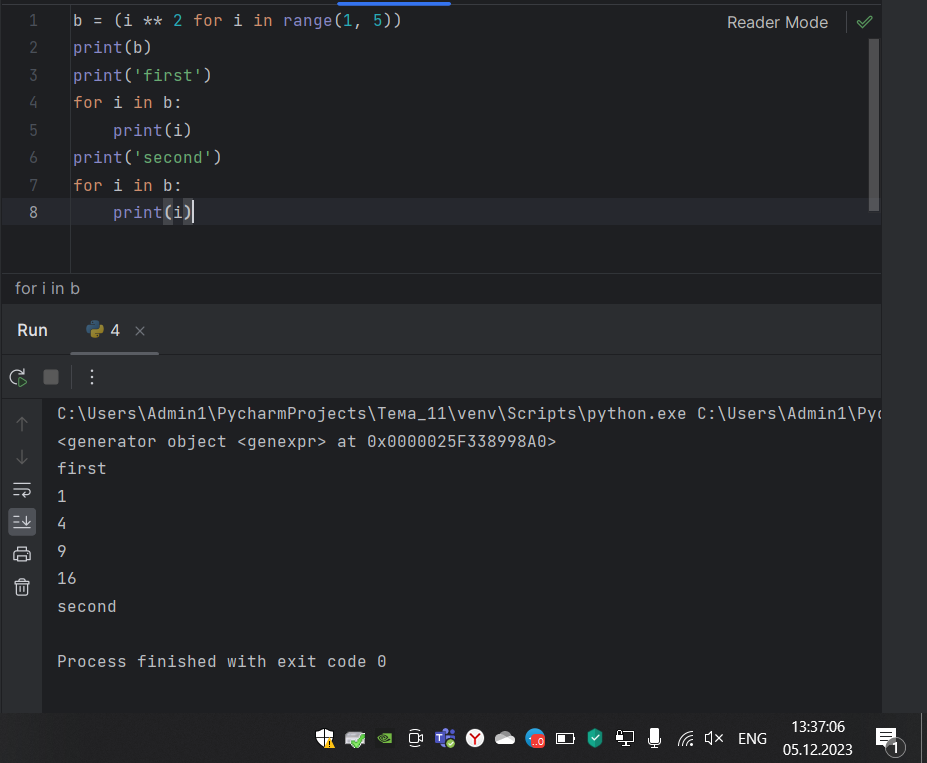 1 b = (i ** 2 for i in range(1, 5)) Reader Mode
2 print(b)
3 print('first')
4 for i in b:
5 print(i)
6 print('second')
7 for i in b:
8 print(i)
for i in b
Run 4
C:\Users\Admin1\PycharmProjects\Тема_11\venv\Scripts\python.exe C:\Users\Admin1\Pyc
<generator object <genexpr> at 0x0000025F338998A0>
first
1
4
9
16
second
Process finished with exit code 0
ENG
13:37:06
05.12.2023
1